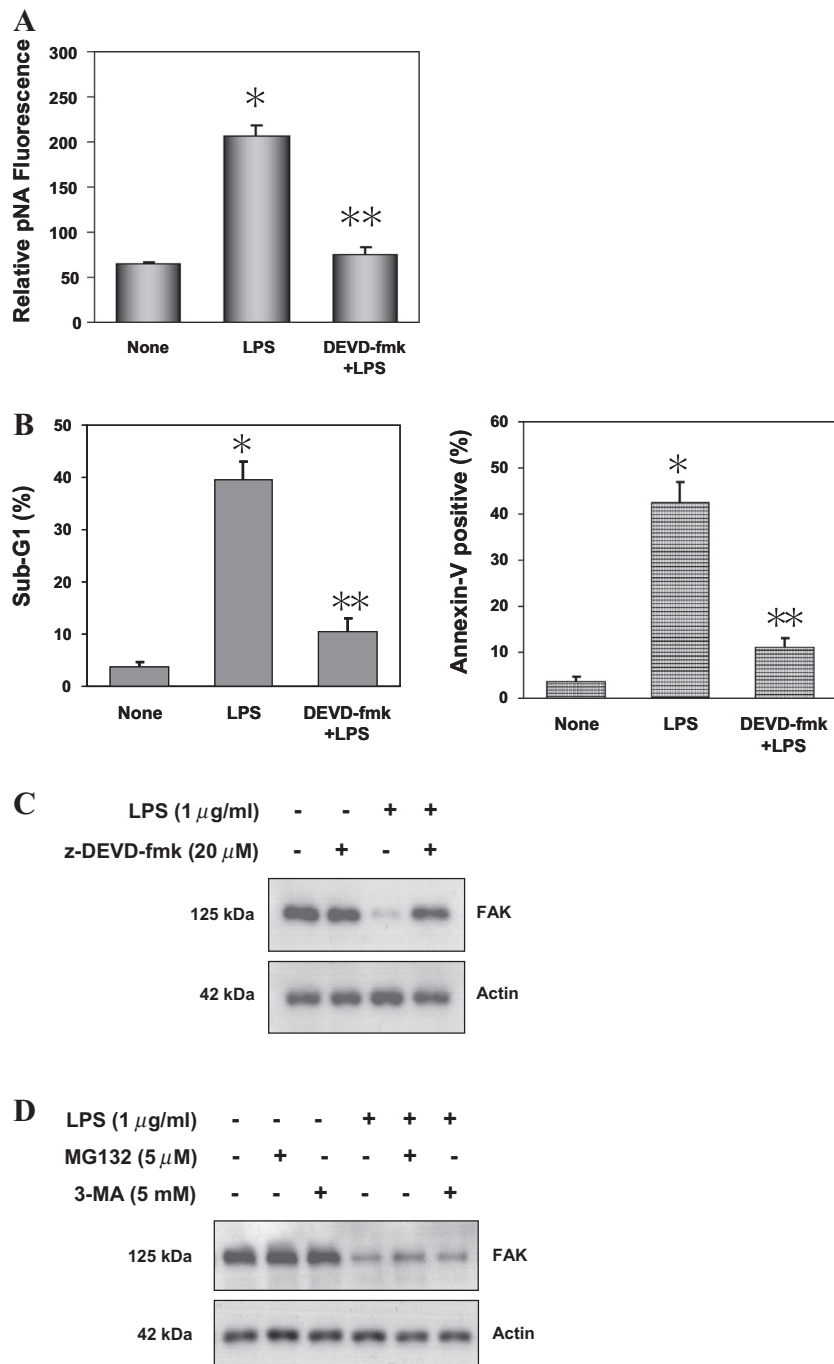 A
Relative pNA Fluorescence
300
250
200
150
100
50
0
*
**
None
LPS
DEVD-fmk
+LPS
B
Sub-G1 (%)
50
40
30
20
10
0
*
**
None
LPS
DEVD-fmk
+LPS
Annexin-V positive (%)
60
50
40
30
20
10
0
*
**
None
LPS
DEVD-fmk
+LPS
C
LPS (1 μg/ml) - - + +
z-DEVD-fmk (20 μM) - + - +
125 kDa FAK
42 kDa Actin
D
LPS (1 μg/ml) - - - + + +
MG132 (5 μM) - + - - + -
3-MA (5 mM) - - + - - +
125 kDa FAK
42 kDa Actin